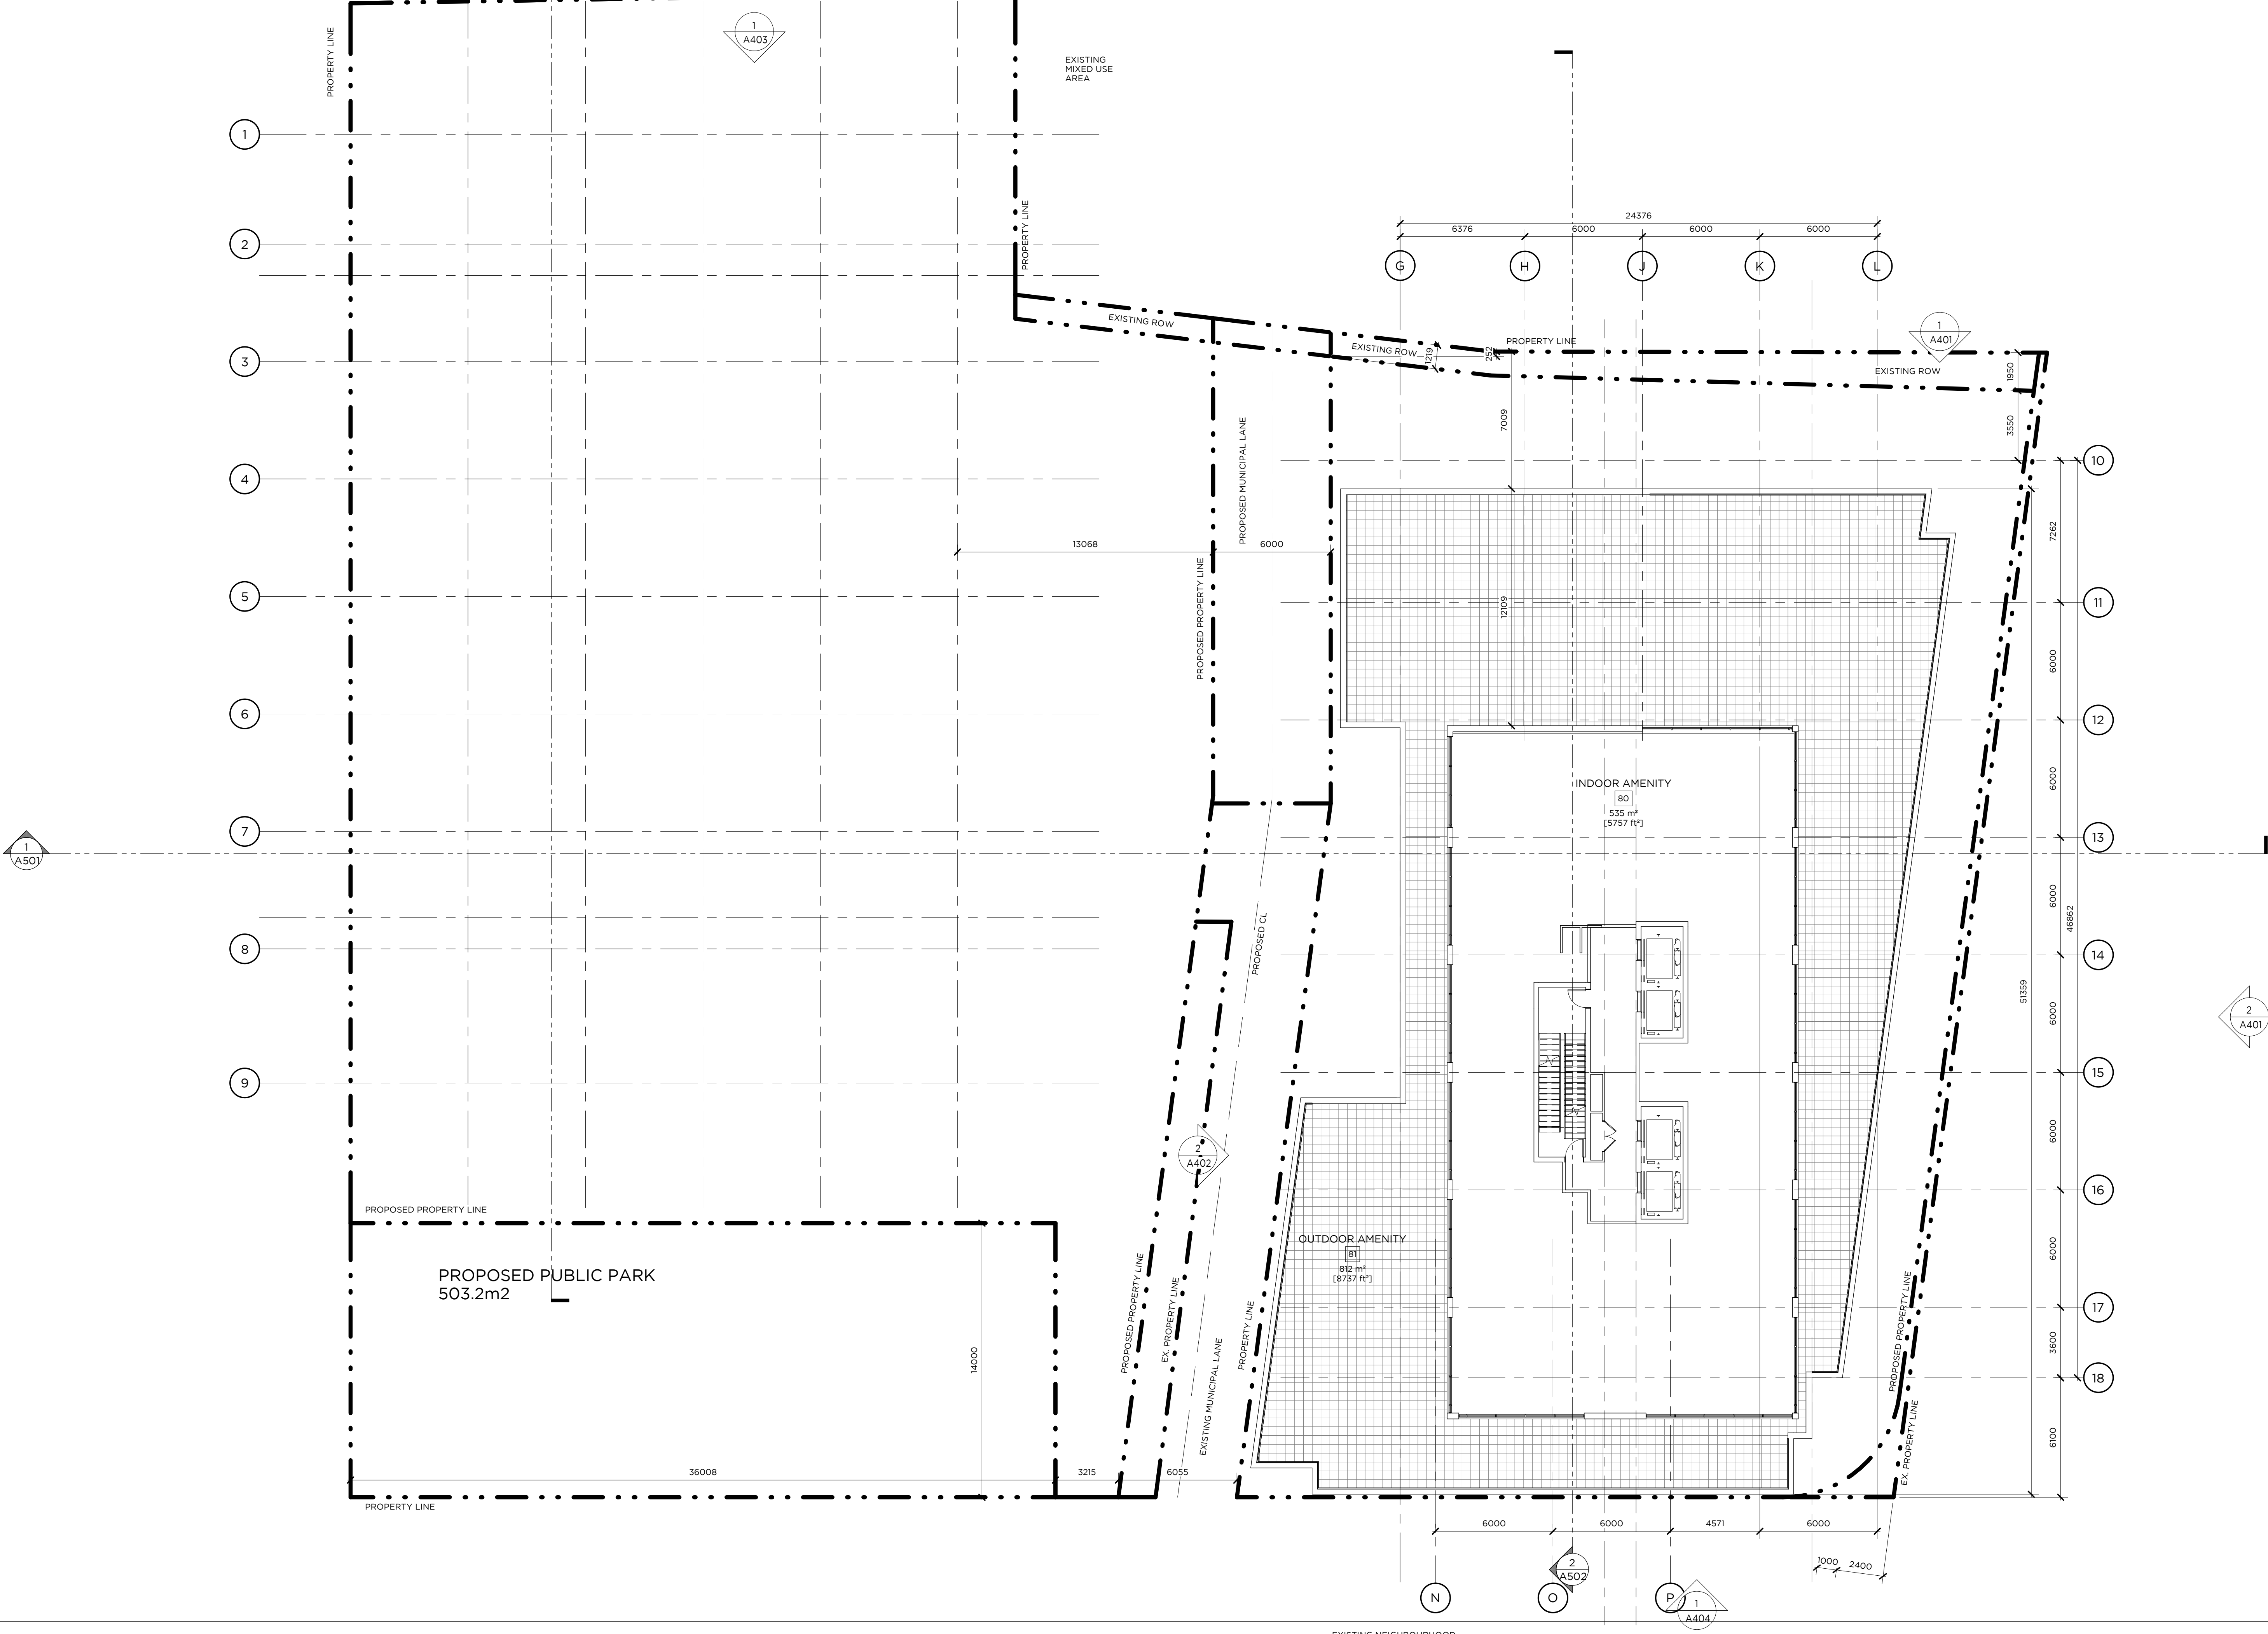 PROPERTY LINE
1
A403
EXISTING
MIXED USE
AREA
PROPERTY LINE
1
2
3
4
5
6
7
8
9
24376
6376
6000
6000
6000
G
H
J
K
L
EXISTING ROW
EXISTING ROW
1219
252
PROPERTY LINE
1
A401
EXISTING ROW
1950
3550
7009
12109
PROPOSED MUNICIPAL LANE
13068
6000
PROPOSED PROPERTY LINE
10
11
12
13
14
15
16
17
18
7262
6000
6000
6000
6000
6000
6000
3600
6100
46862
51359
INDOOR AMENITY
80
535 m²
[5757 ft²]
1
A501
2
A401
PROPOSED CL
2
A402
OUTDOOR AMENITY
81
812 m²
[8737 ft²]
PROPOSED PROPERTY LINE
PROPOSED PUBLIC PARK
503.2m2
14000
PROPOSED PROPERTY LINE
EX. PROPERTY LINE
EXISTING MUNICIPAL LANE
PROPERTY LINE
PROPOSED PROPERTY LINE
EX. PROPERTY LINE
36008
3215
6055
PROPERTY LINE
6000
6000
4571
6000
1000
2400
2
A502
N
O
P
1
A404
EXISTING NEIGHBOURHOOD